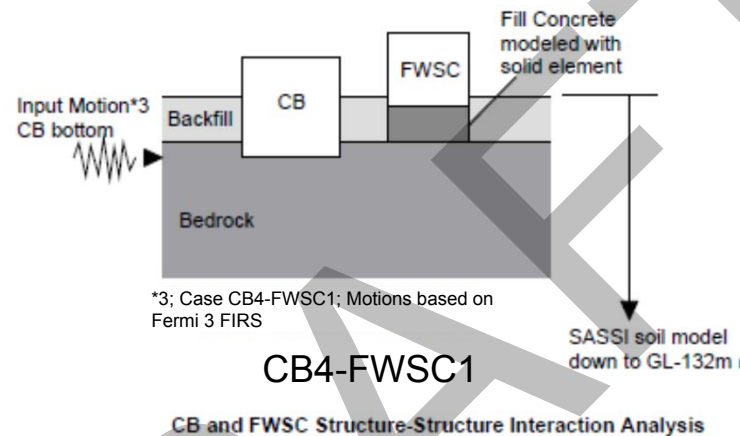 Fill Concrete
modeled with
solid element
FWSC
CB
Input Motion*3
CB bottom
Backfill
Bedrock
*3; Case CB4-FWSC1; Motions based on
Fermi 3 FIRS
SASSI soil model
down to GL-132m (
CB4-FWSC1
CB and FWSC Structure-Structure Interaction Analysis